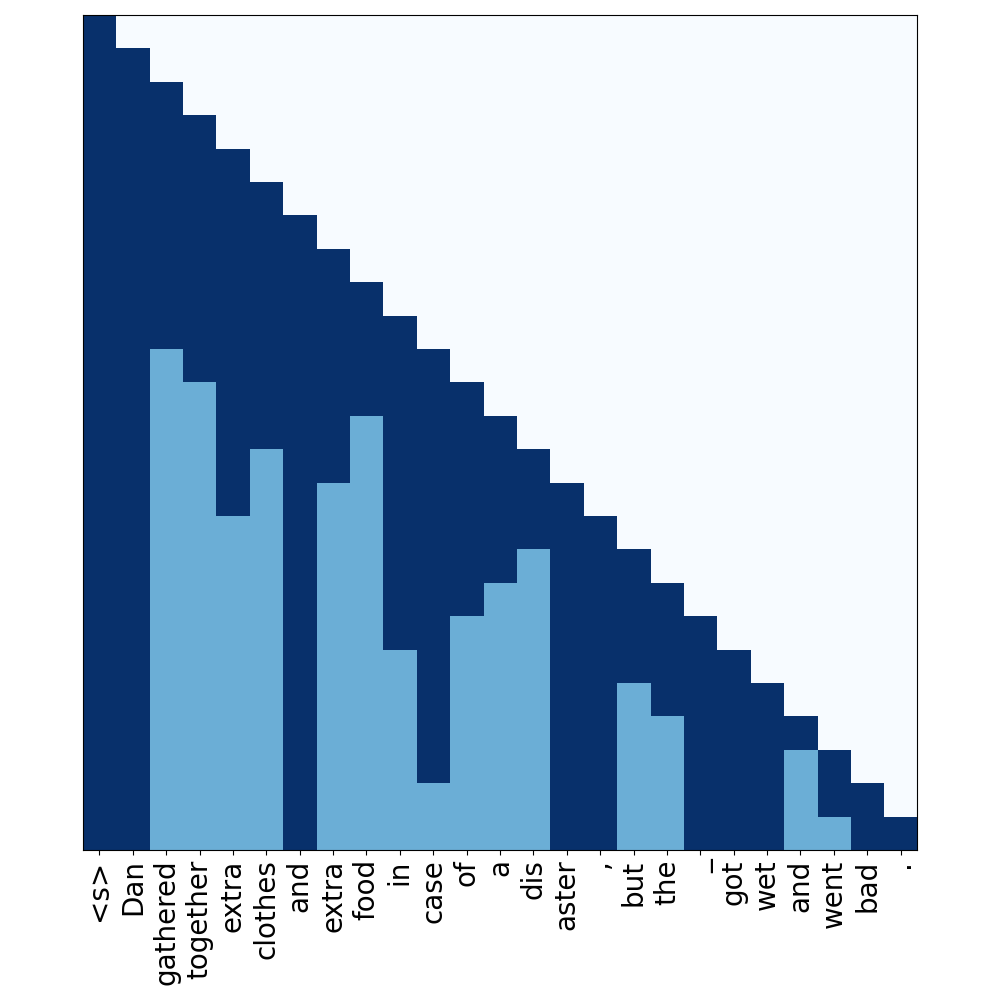 <s> Dan gathered together extra clothes and extra food in case of a dis aster , but the _ got wet and went bad .